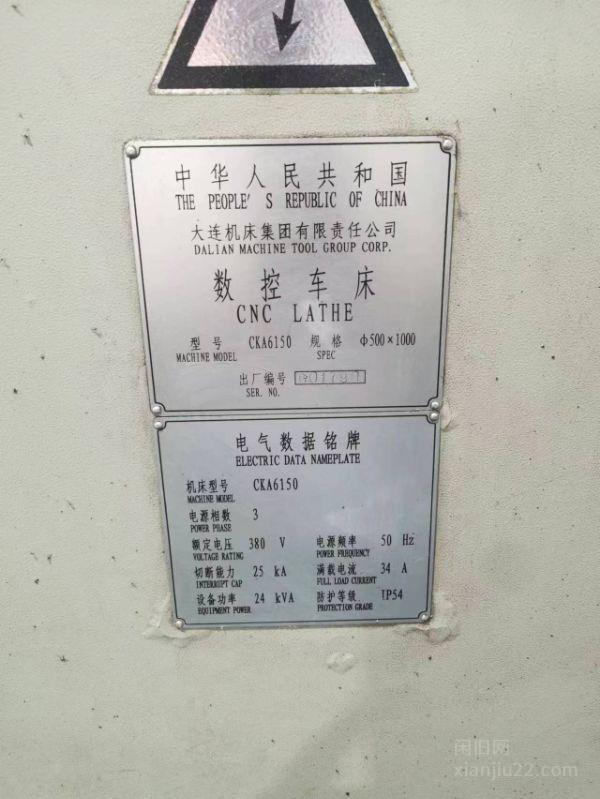 中华人民共和国
THE PEOPLE' S REPUBLIC OF CHINA
大连机床集团有限责任公司
DALIAN MACHINE TOOL GROUP CORP.
数控车床
CNC LATHE
型号 CKA6150 规格 Φ500×1000
MACHINE MODEL SPEC
出厂编号
SER. NO.
电气数据铭牌
ELECTRIC DATA NAMEPLATE
机床型号 CKA6150
MACHINE MODEL
电源相数 3
POWER PHASE
额定电压 380 V 电源频率 50 Hz
VOLTAGE RATING POWER FREQUENCY
切断能力 25 kA 满载电流 34 A
INTERRUPT CAP FULL LOAD CURRENT
设备功率 24 kVA 防护等级 IP54
EQUIPMENT POWER PROTECTION GRADE
闲旧网
xianjiu22.com